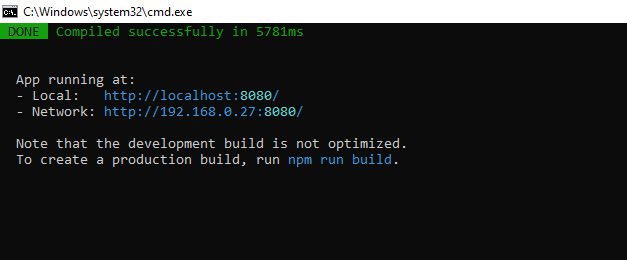 C:\Windows\system32\cmd.exe
DONE Compiled successfully in 5781ms
App running at:
- Local: http://localhost:8080/
- Network: http://192.168.0.27:8080/
Note that the development build is not optimized.
To create a production build, run npm run build.